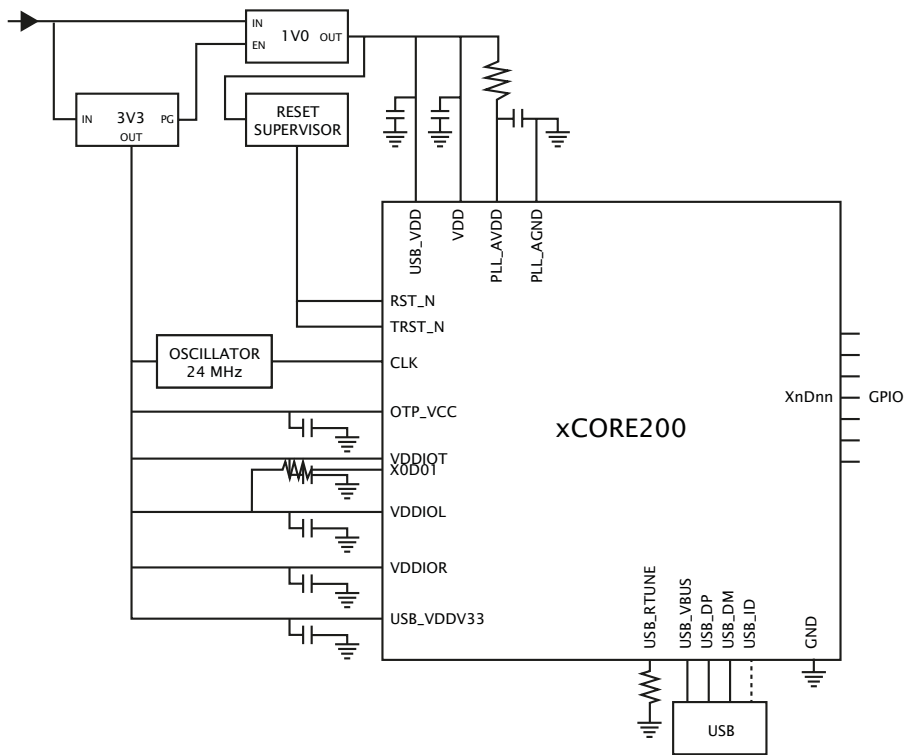 IN
1V0
OUT
EN
IN
3V3
PG
OUT
RESET
SUPERVISOR
USB_VDD
VDD
PLL_AVDD
PLL_AGND
RST_N
TRST_N
OSCILLATOR
24 MHz
CLK
XnDnn
GPIO
OTP_VCC
xCORE200
VDDIOT
X0D01
VDDIOL
VDDIOR
USB_VDDV33
USB_RTUNE
USB_VBUS
USB_DP
USB_DM
USB_ID
GND
USB